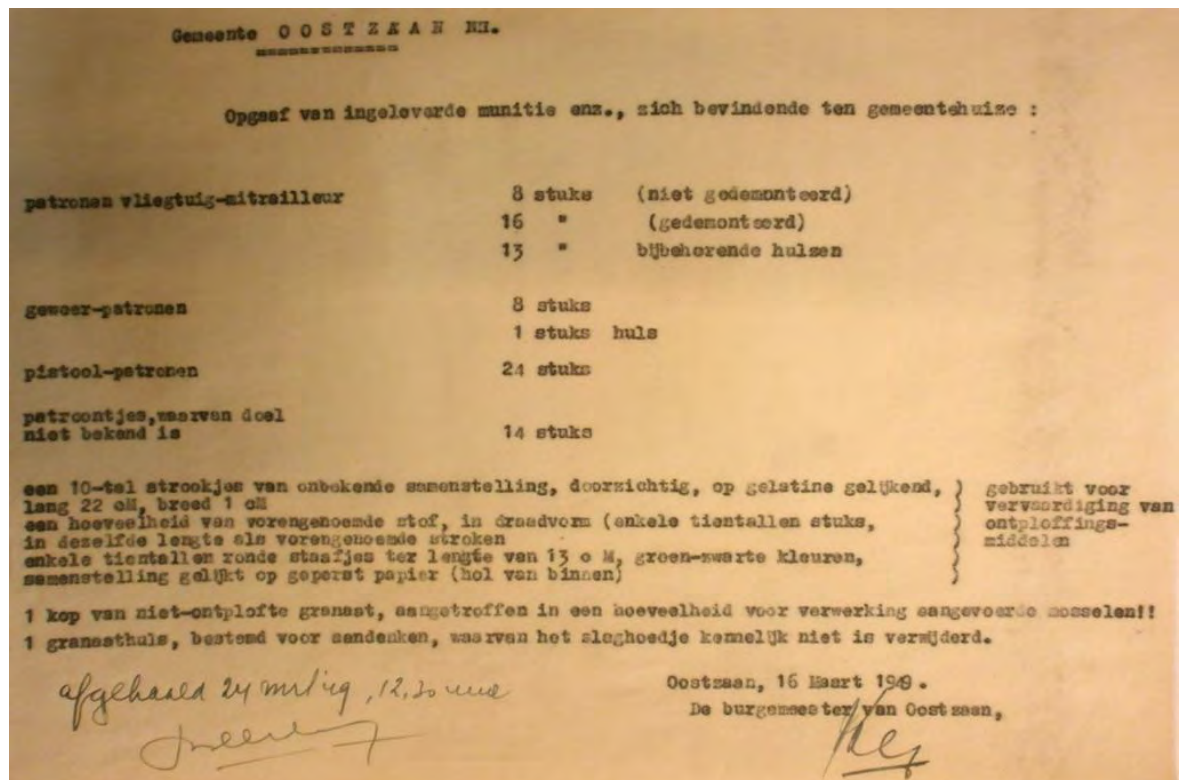 Gemeente O O S T Z A A N NH.
Opgaaf van ingeleverde munitie enz., zich bevindende ten gemeentehuize :
patronen vliegtuig-mitrailleur 8 stuks (niet gedemonteerd)
16 " (gedemonteerd)
13 " bijbehorende hulsen
geweer-patronen 8 stuks
1 stuks huls
pistool-patronen 24 stuks
patroontjes,waarvan doel
niet bekend is 14 stuks
een 10-tal strookjes van onbekende samenstelling, doorzichtig, op gelatine gelijkend, ) gebruikt voor
lang 22 cM, breed 1 cM ) vervaardiging van
een hoeveelheid van vorengenoemde stof, in draadvorm (enkele tientallen stuks, ) ontploffings-
in dezelfde lengte als vorengenoemde stroken ) middelen
enkele tientallen ronde staafjes ter lengte van 13 c M, groen-zwarte kleuren, )
samenstelling gelijkt op geperst papier (hol van binnen) )
1 kop van niet-ontplofte granaat, aangetroffen in een hoeveelheid voor verwerking aangevoerde mosselen!!
1 granaathuls, bestemd voor aandenken, waarvan het slaghoedje kennelijk niet is verwijderd.
afgehaald 24 mrt '49, 12.30 uur
Oostzaan, 16 Maart 1949.
De burgemeester van Oostzaan,